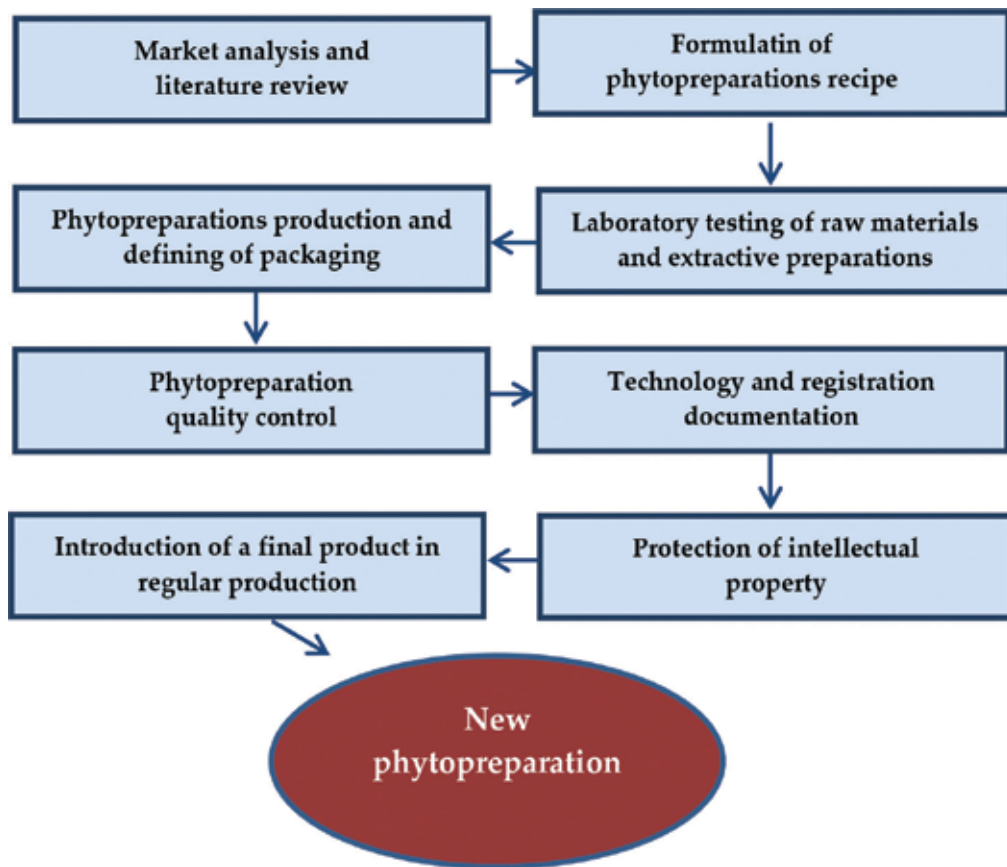 Market analysis and
literature review
Formulatin of
phytopreparations recipe
Laboratory testing of raw materials
and extractive preparations
Phytopreparations production and
defining of packaging
Phytopreparation
quality control
Technology and registration
documentation
Protection of intellectual
property
Introduction of a final product in
regular production
New
phytopreparation